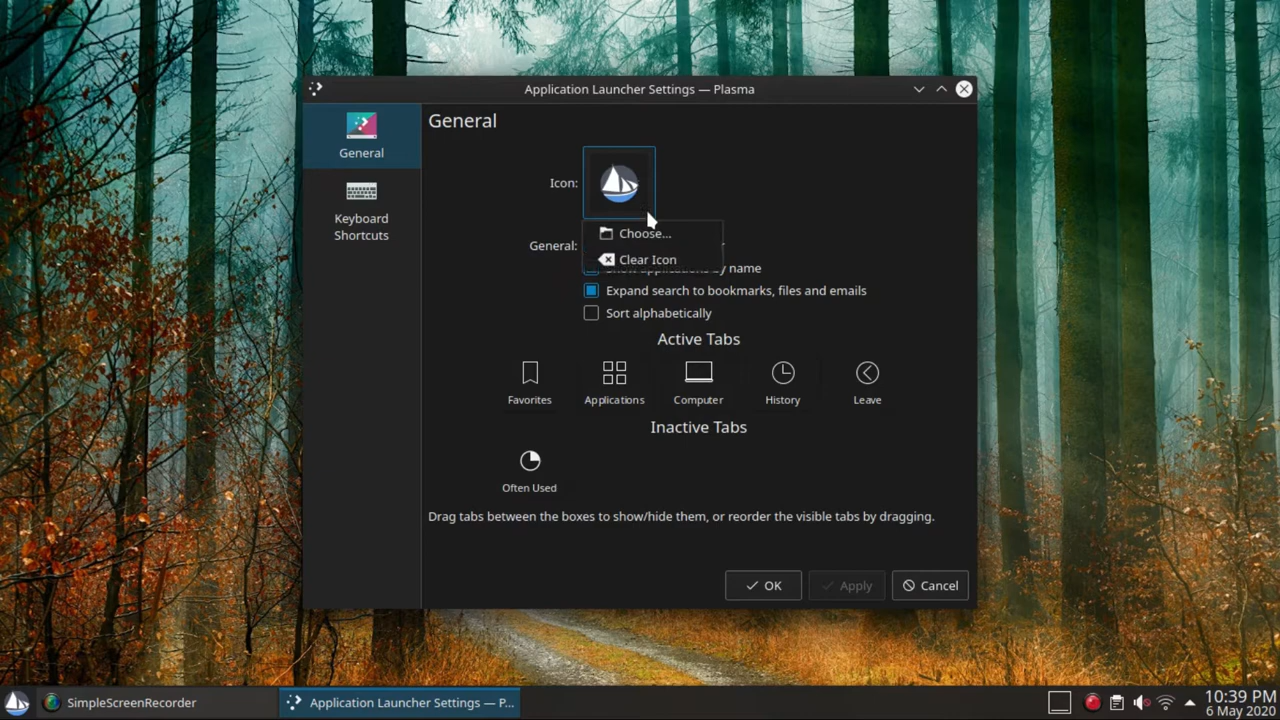 Application Launcher Settings — Plasma
General
General
Keyboard
Shortcuts
Icon:
Choose...
General:
Clear Icon
Show applications by name
Expand search to bookmarks, files and emails
Sort alphabetically
Active Tabs
Favorites
Applications
Computer
History
Leave
Inactive Tabs
Often Used
Drag tabs between the boxes to show/hide them, or reorder the visible tabs by dragging.
OK
Apply
Cancel
SimpleScreenRecorder
Application Launcher Settings — P...
10:39 PM
6 May 2020